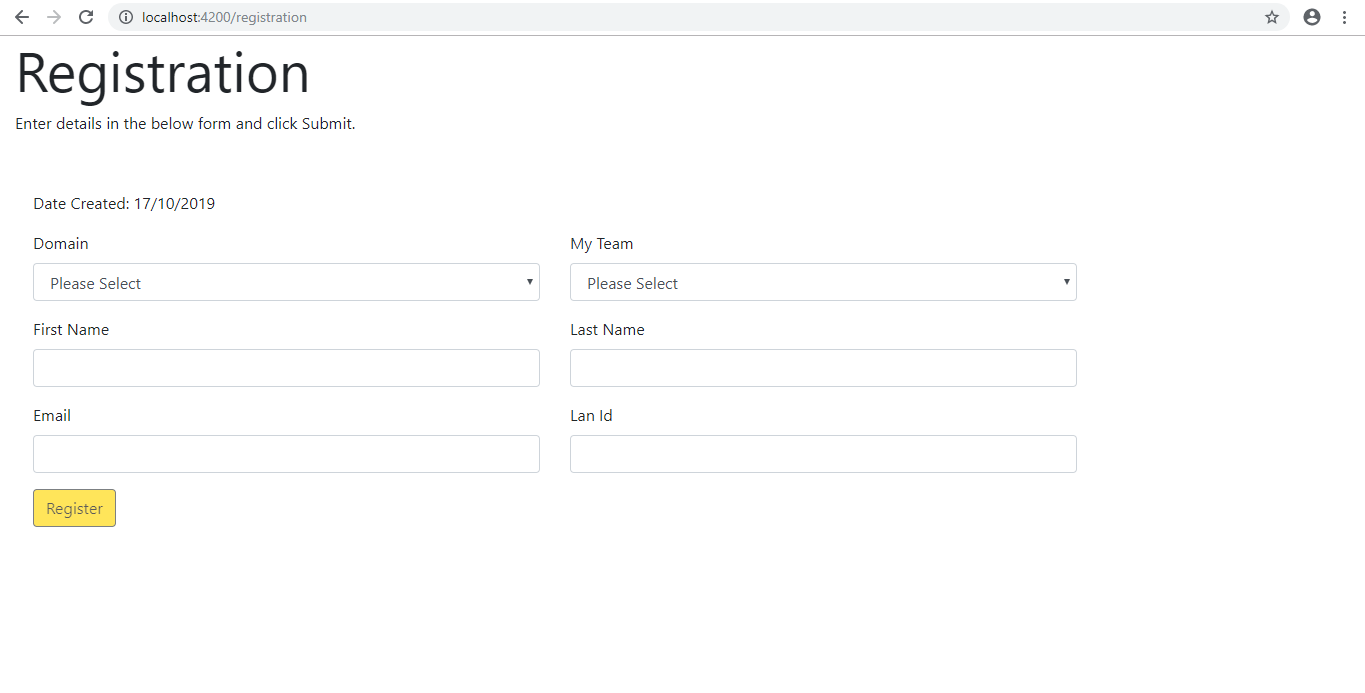 localhost:4200/registration
Registration
Enter details in the below form and click Submit.
Date Created: 17/10/2019
Domain
My Team
Please Select
Please Select
First Name
Last Name
Email
Lan Id
Register